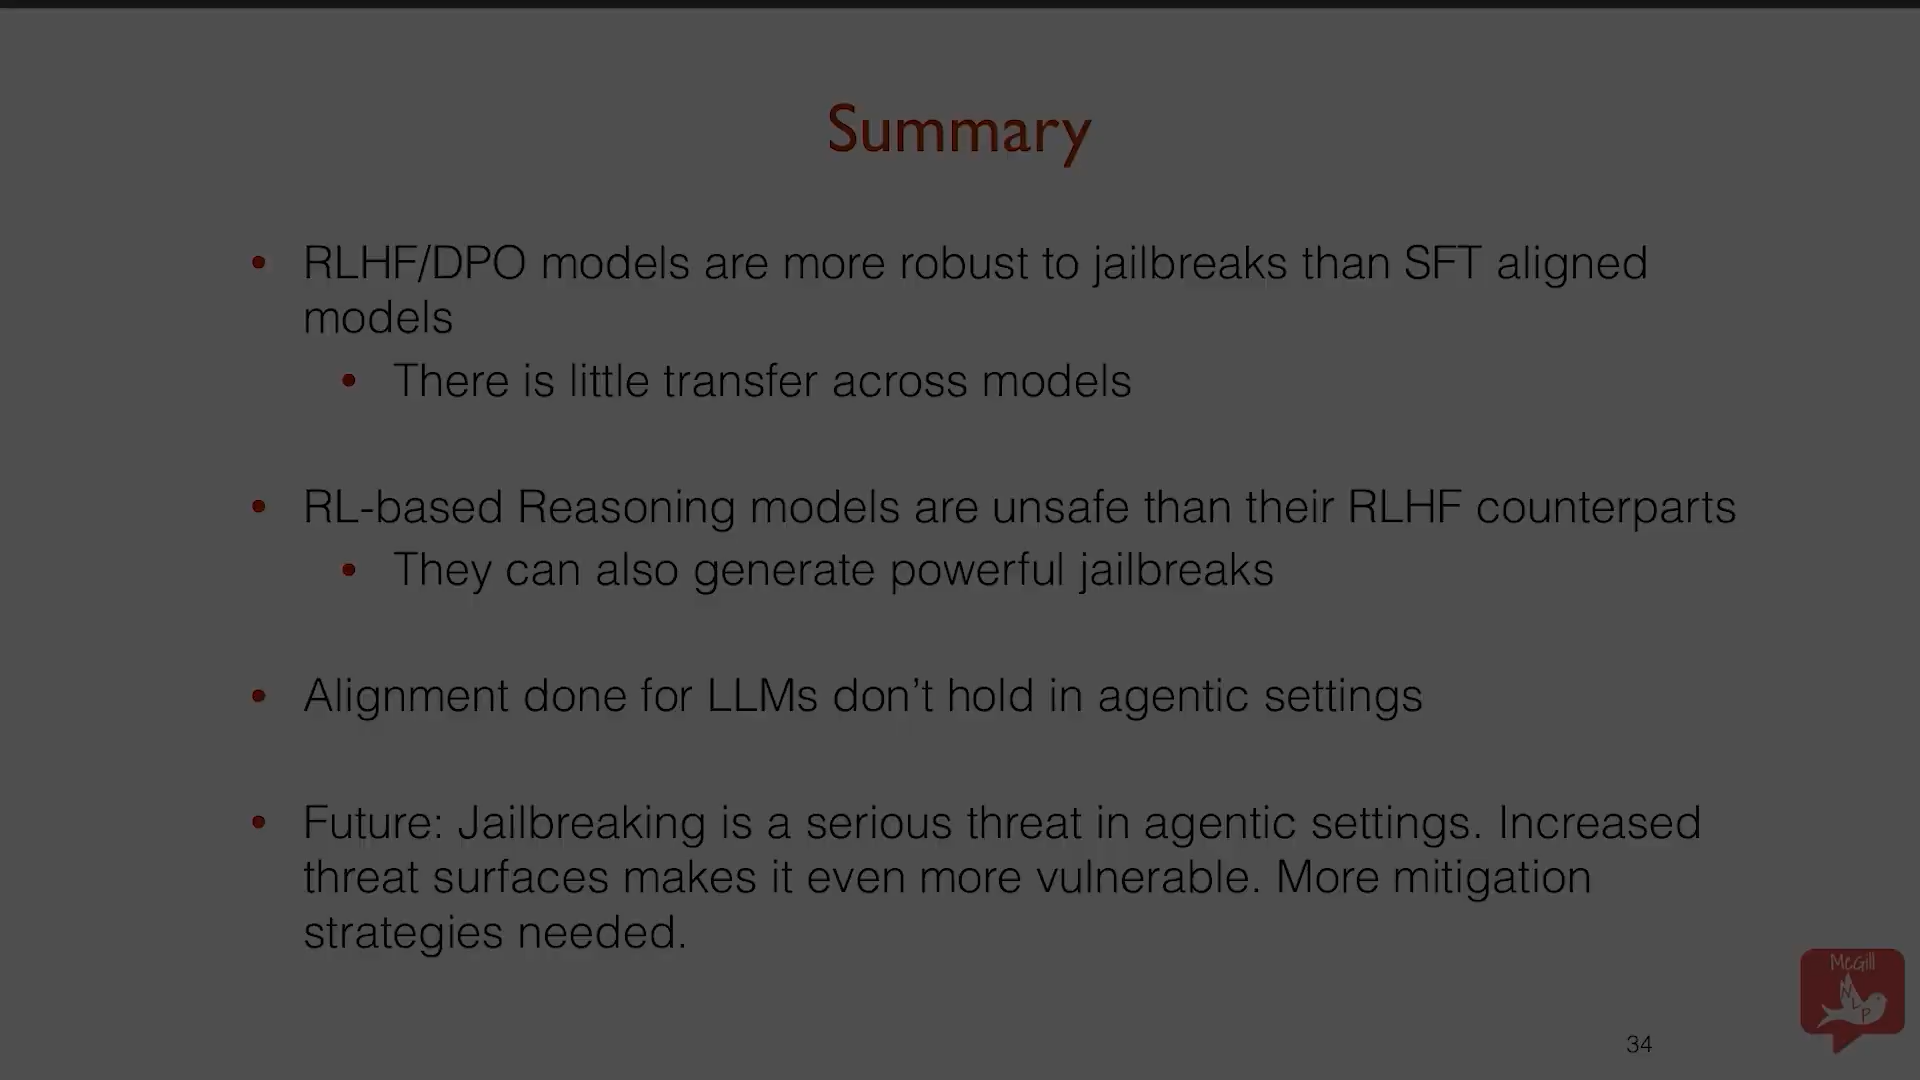 Summary
• RLHF/DPO models are more robust to jailbreaks than SFT aligned
models
• There is little transfer across models
• RL-based Reasoning models are unsafe than their RLHF counterparts
• They can also generate powerful jailbreaks
• Alignment done for LLMs don’t hold in agentic settings
• Future: Jailbreaking is a serious threat in agentic settings. Increased
threat surfaces makes it even more vulnerable. More mitigation
strategies needed.
McGill
NLP
34